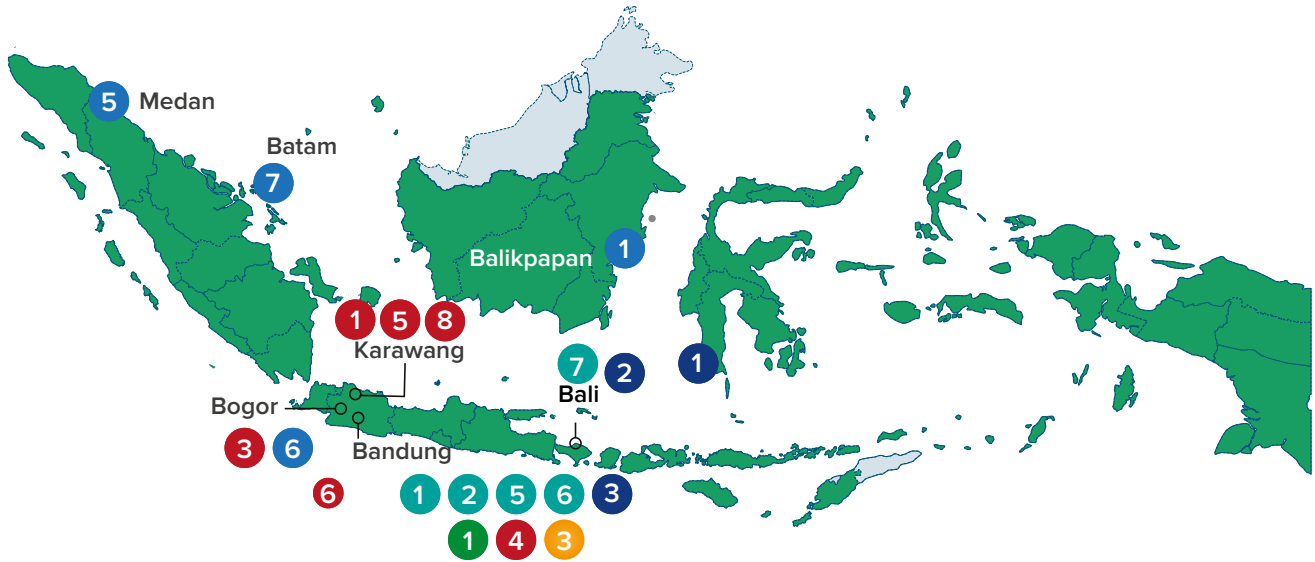 5 Medan
Batam
7
Balikpapan 1
1 5 8
Karawang
7 2 1
Bali
Bogor
3 6
Bandung
6
1 2 5 6 3
1 4 3